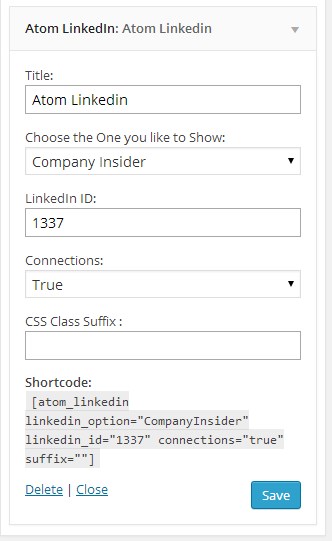 Atom LinkedIn: Atom Linkedin
Title:
Atom Linkedin
Choose the One you like to Show:
Company Insider
LinkedIn ID:
1337
Connections:
True
CSS Class Suffix :
Shortcode:
[atom_linkedin
linkedin_option="CompanyInsider"
linkedin_id="1337" connections="true"
suffix=""]
Delete | Close
Save